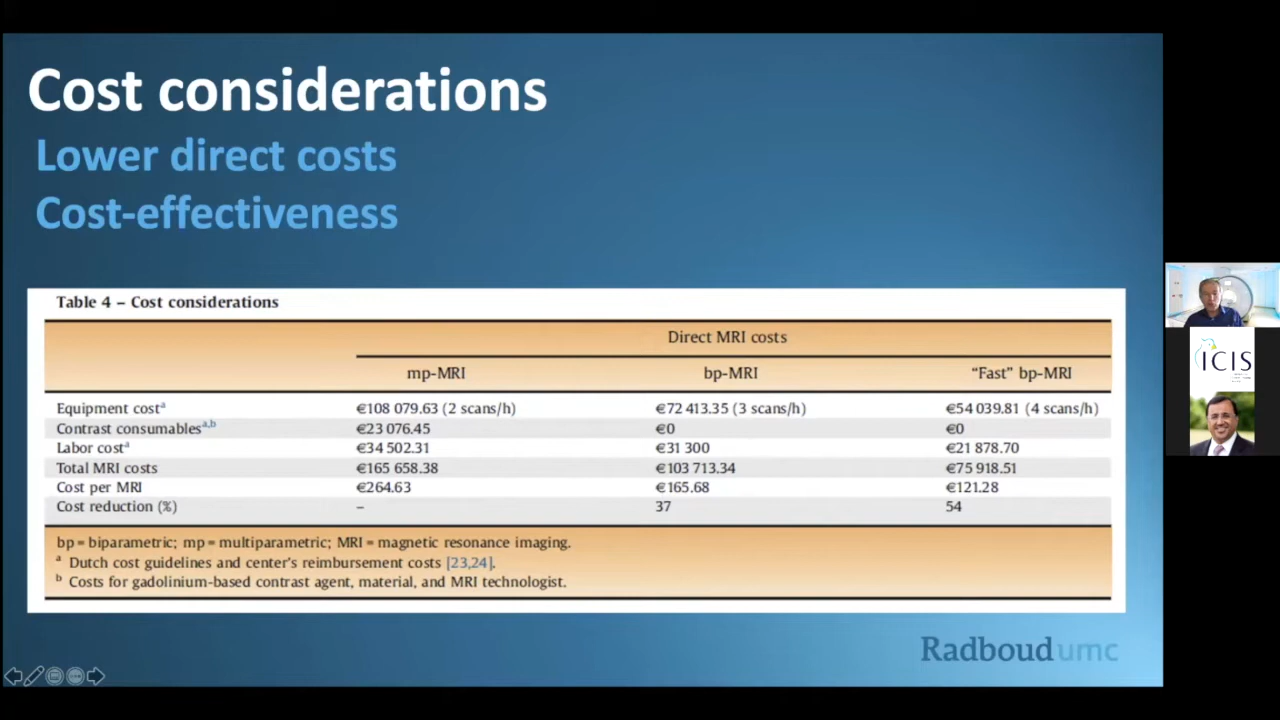 Cost considerations
Lower direct costs
Cost-effectiveness
Table 4 – Cost considerations
Direct MRI costs
mp-MRI bp-MRI “Fast” bp-MRI
Equipment costᵃ €108 079.63 (2 scans/h) €72 413.35 (3 scans/h) €54 039.81 (4 scans/h)
Contrast consumablesᵃ,ᵇ €23 076.45 €0 €0
Labor costᵃ €34 502.31 €31 300 €21 878.70
Total MRI costs €165 658.38 €103 713.34 €75 918.51
Cost per MRI €264.63 €165.68 €121.28
Cost reduction (%) – 37 54
bp = biparametric; mp = multiparametric; MRI = magnetic resonance imaging.
ᵃ Dutch cost guidelines and center’s reimbursement costs [23,24].
ᵇ Costs for gadolinium-based contrast agent, material, and MRI technologist.
Radboudumc
ICIS